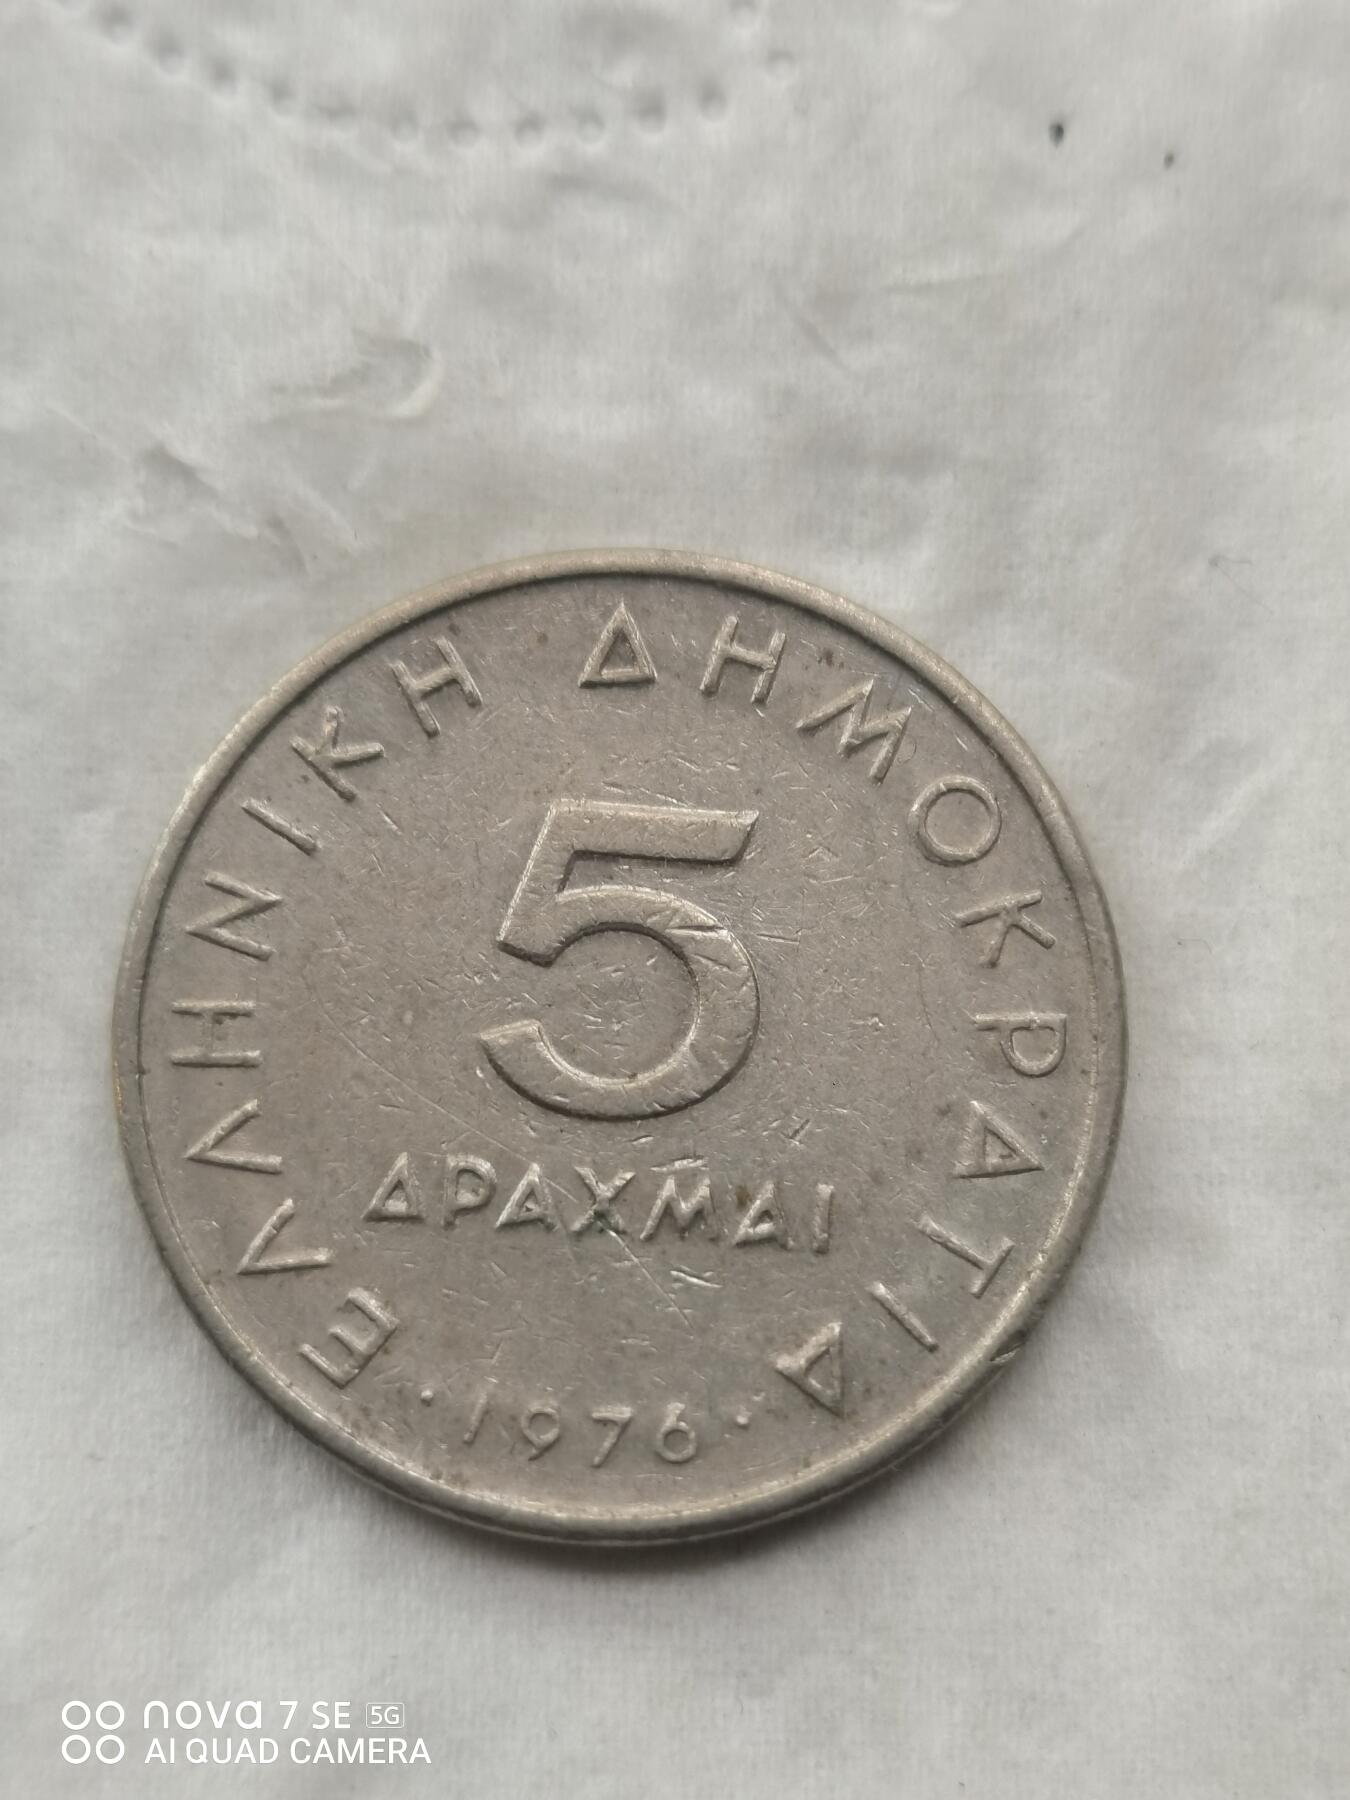 ΕΛΛΗΝΙΚΗ ΔΗΜΟΚΡΑΤΙΑ
5
ΔΡΑΧΜΑΙ
· 1976 ·
nova 7 SE 5G
AI QUAD CAMERA